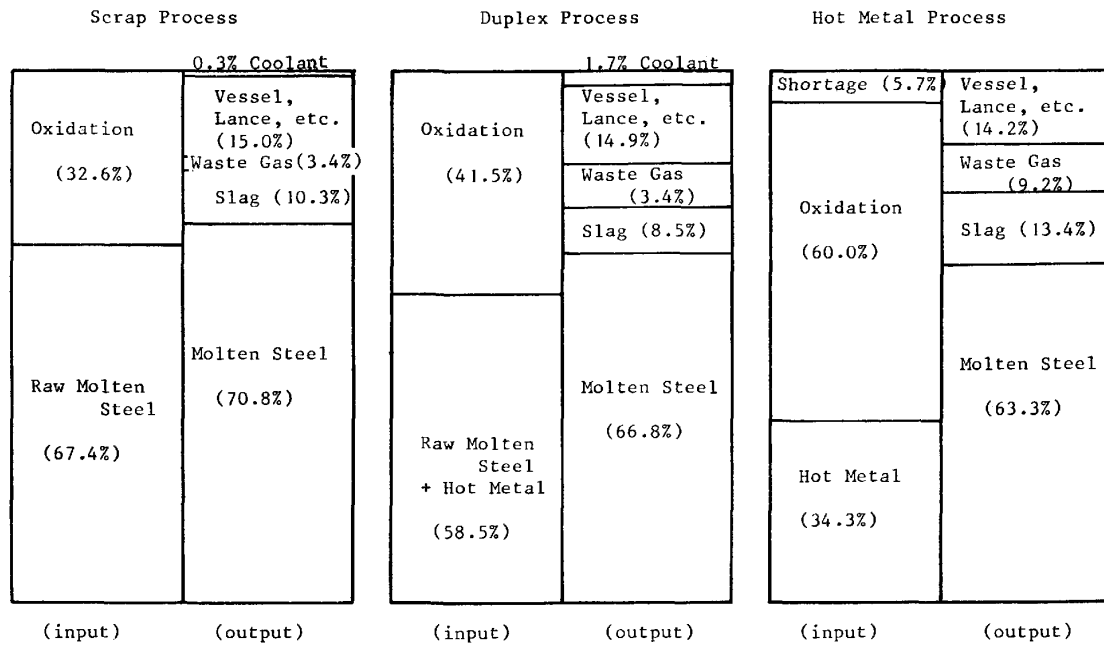 Scrap Process
0.3% Coolant
Oxidation
(32.6%)
Raw Molten
Steel
(67.4%)
Vessel,
Lance, etc.
(15.0%)
Waste Gas(3.4%)
Slag (10.3%)
Molten Steel
(70.8%)
(input)
(output)
Duplex Process
1.7% Coolant
Oxidation
(41.5%)
Raw Molten
Steel
+ Hot Metal
(58.5%)
Vessel,
Lance, etc.
(14.9%)
Waste Gas
(3.4%)
Slag (8.5%)
Molten Steel
(66.8%)
(input)
(output)
Hot Metal Process
Shortage (5.7%)
Oxidation
(60.0%)
Hot Metal
(34.3%)
Vessel,
Lance, etc.
(14.2%)
Waste Gas
(9.2%)
Slag (13.4%)
Molten Steel
(63.3%)
(input)
(output)